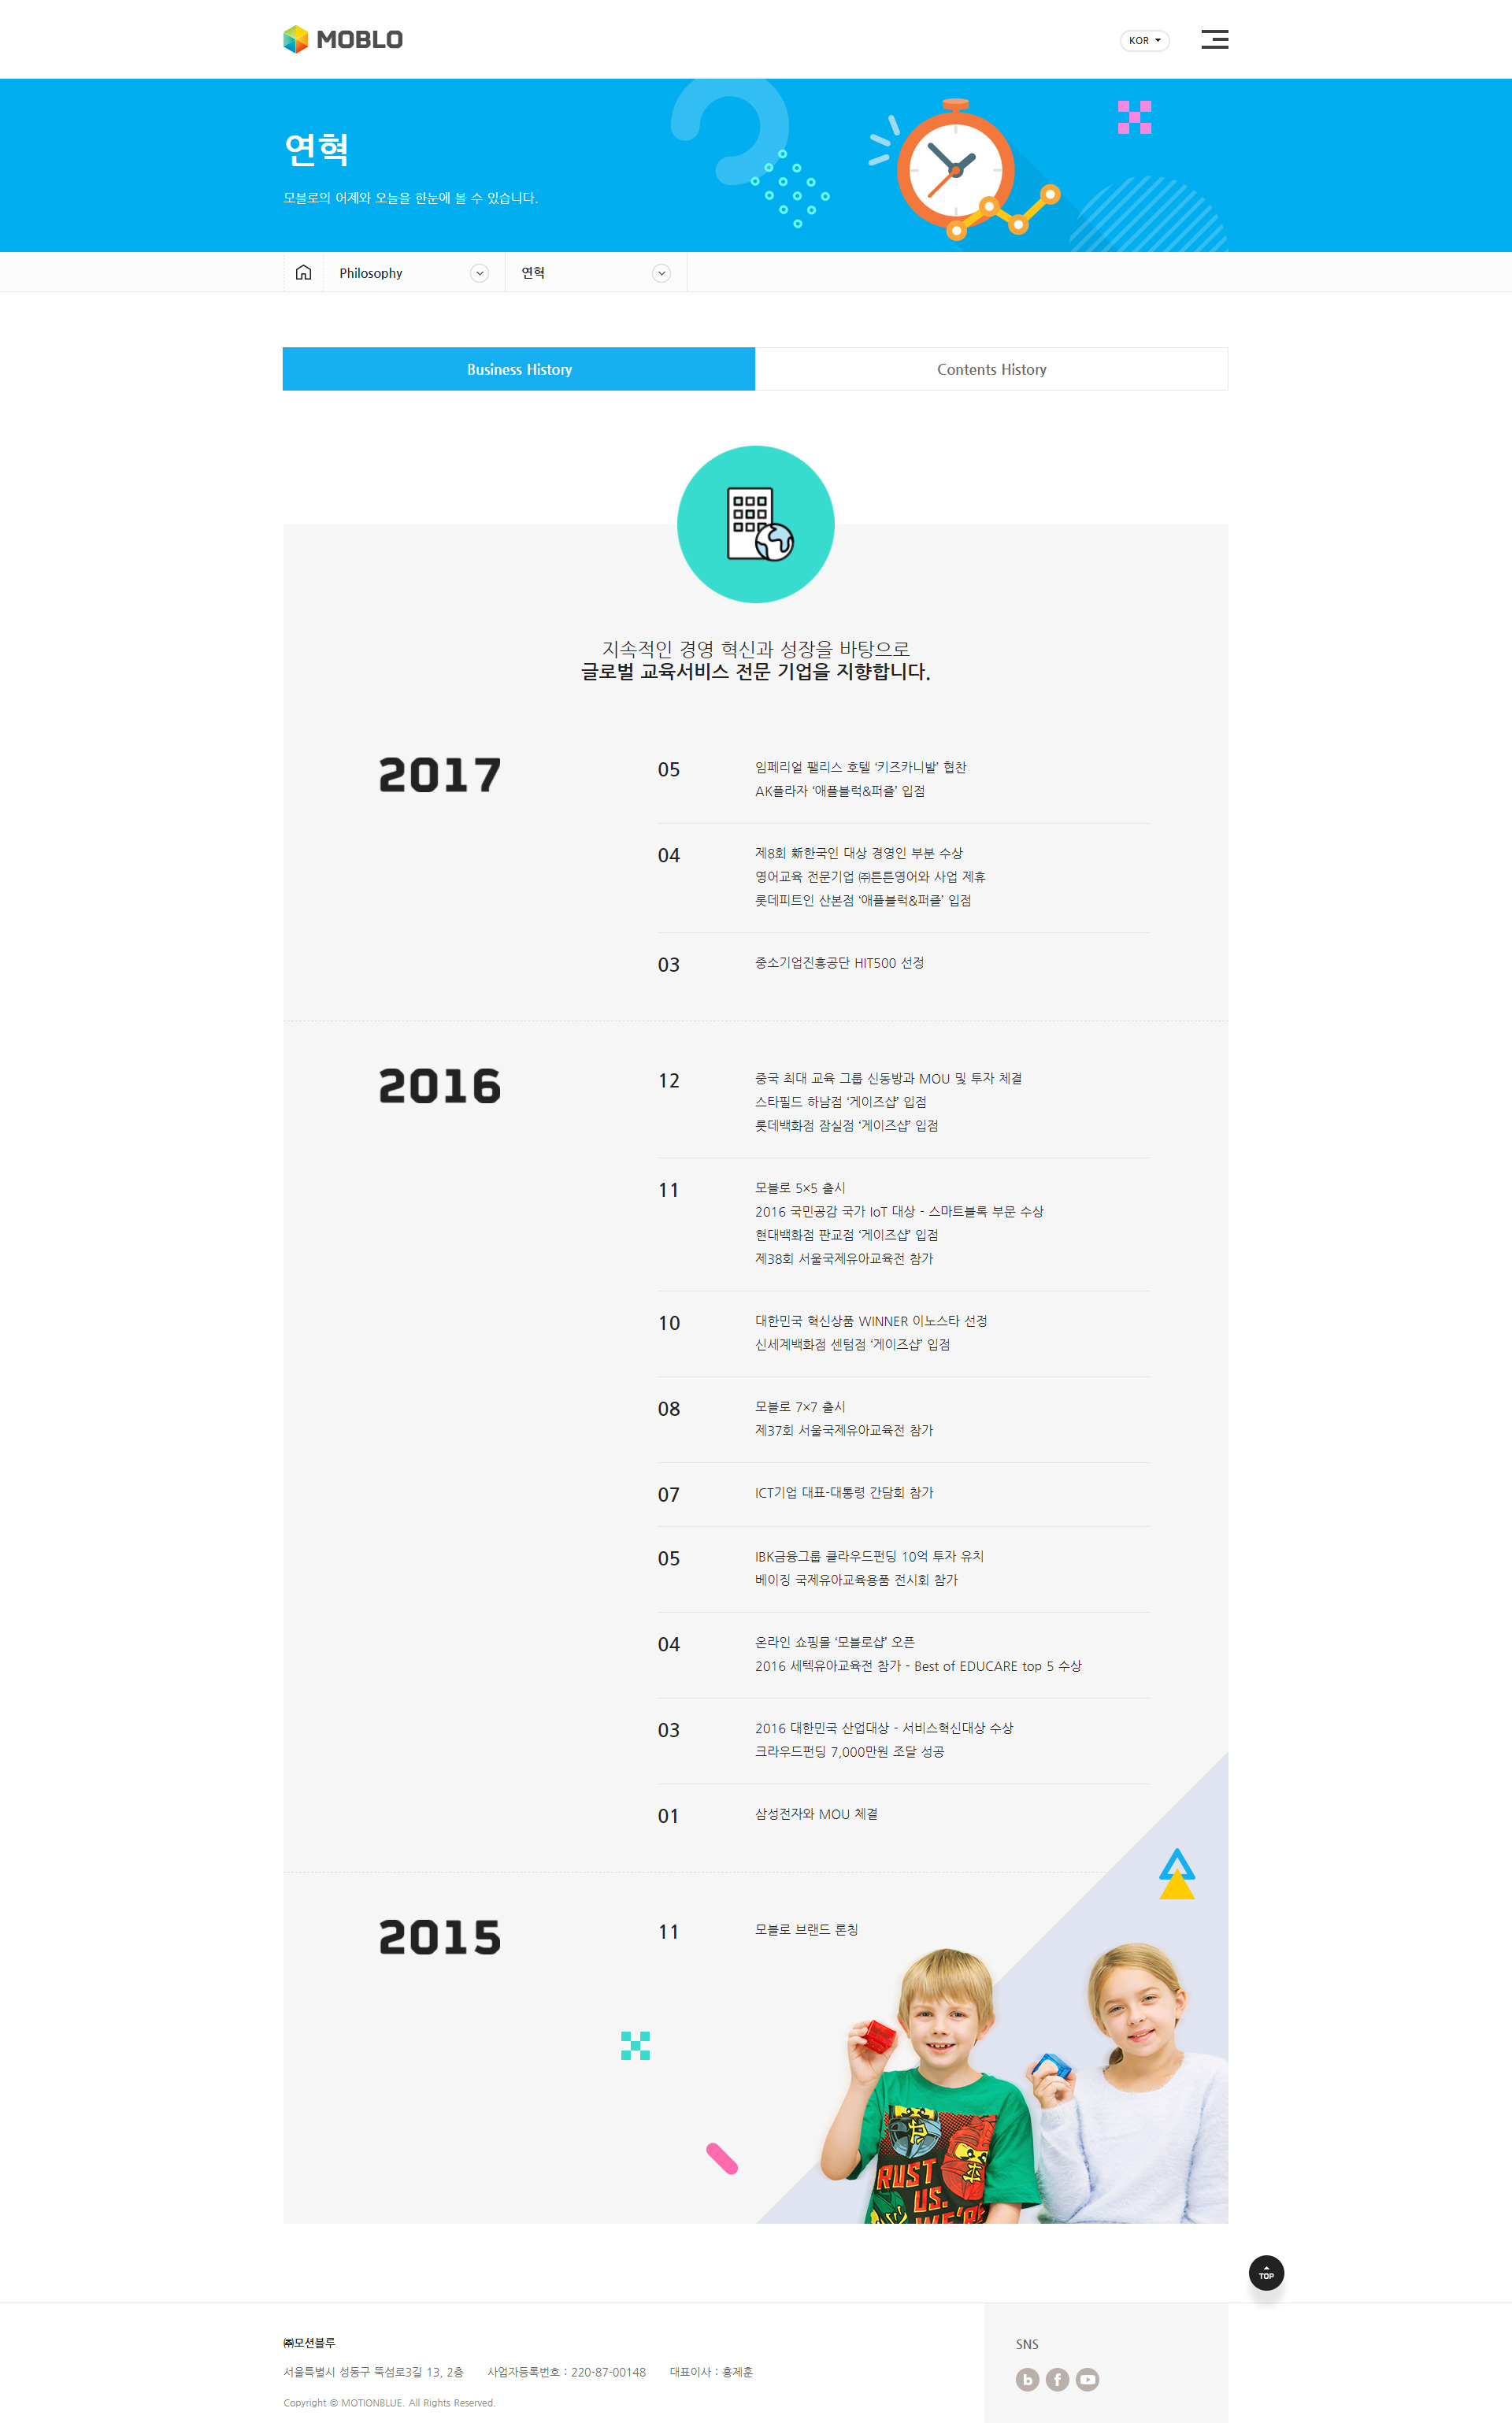 MOBLO
KOR
연혁
모블로의 어제와 오늘을 한눈에 볼 수 있습니다.
Philosophy
연혁
Business History
Contents History
지속적인 경영 혁신과 성장을 바탕으로
글로벌 교육서비스 전문 기업을 지향합니다.
2017
05
임페리얼 팰리스 호텔 ‘키즈카니발’ 협찬
AK플라자 ‘애플블럭&퍼즐’ 입점
04
제8회 新한국인 대상 경영인 부분 수상
영어교육 전문기업 ㈜튼튼영어와 사업 제휴
롯데피트인 산본점 ‘애플블럭&퍼즐’ 입점
03
중소기업진흥공단 HIT500 선정
2016
12
중국 최대 교육 그룹 신동방과 MOU 및 투자 체결
스타필드 하남점 ‘게이즈샵’ 입점
롯데백화점 잠실점 ‘게이즈샵’ 입점
11
모블로 5×5 출시
2016 국민공감 국가 IoT 대상 - 스마트블록 부문 수상
현대백화점 판교점 ‘게이즈샵’ 입점
제38회 서울국제유아교육전 참가
10
대한민국 혁신상품 WINNER 이노스타 선정
신세계백화점 센텀점 ‘게이즈샵’ 입점
08
모블로 7×7 출시
제37회 서울국제유아교육전 참가
07
ICT기업 대표-대통령 간담회 참가
05
IBK금융그룹 클라우드펀딩 10억 투자 유치
베이징 국제유아교육용품 전시회 참가
04
온라인 쇼핑몰 ‘모블로샵’ 오픈
2016 세텍유아교육전 참가 - Best of EDUCARE top 5 수상
03
2016 대한민국 산업대상 - 서비스혁신대상 수상
크라우드펀딩 7,000만원 조달 성공
01
삼성전자와 MOU 체결
2015
11
모블로 브랜드 론칭
RUST
US.
WE'RE
TOP
㈜모션블루
서울특별시 성동구 뚝섬로3길 13, 2층 사업자등록번호 : 220-87-00148 대표이사 : 홍제훈
Copyright © MOTIONBLUE. All Rights Reserved.
SNS